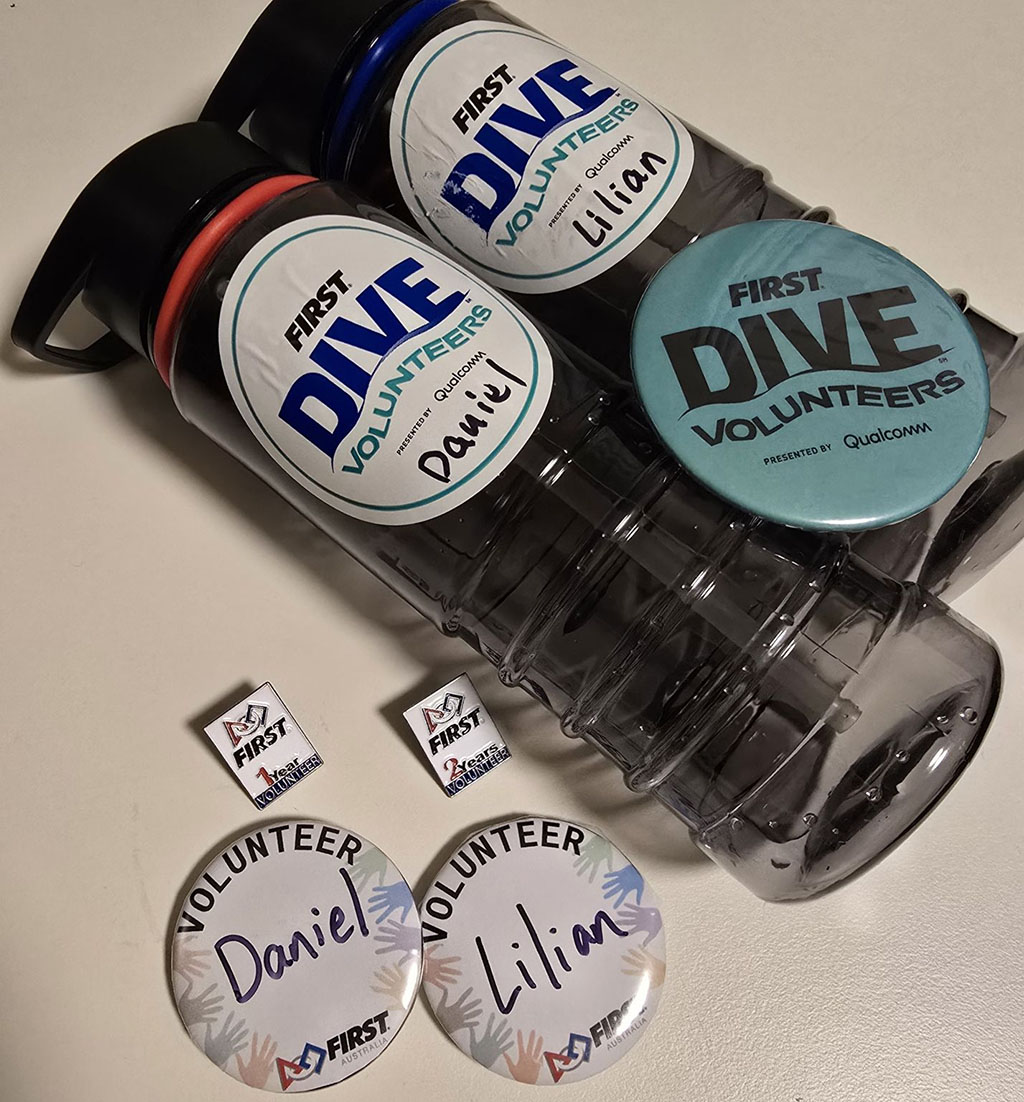 FIRST
DIVE
VOLUNTEERS
PRESENTED BY Qualcomm
Lilian
FIRST
DIVE
VOLUNTEERS
PRESENTED BY Qualcomm
Daniel
FIRST
DIVE
VOLUNTEERS
PRESENTED BY Qualcomm
FIRST
1 Year
VOLUNTEER
FIRST
2 Years
VOLUNTEER
VOLUNTEER
Daniel
FIRST
AUSTRALIA
VOLUNTEER
Lilian
FIRST
AUSTRALIA